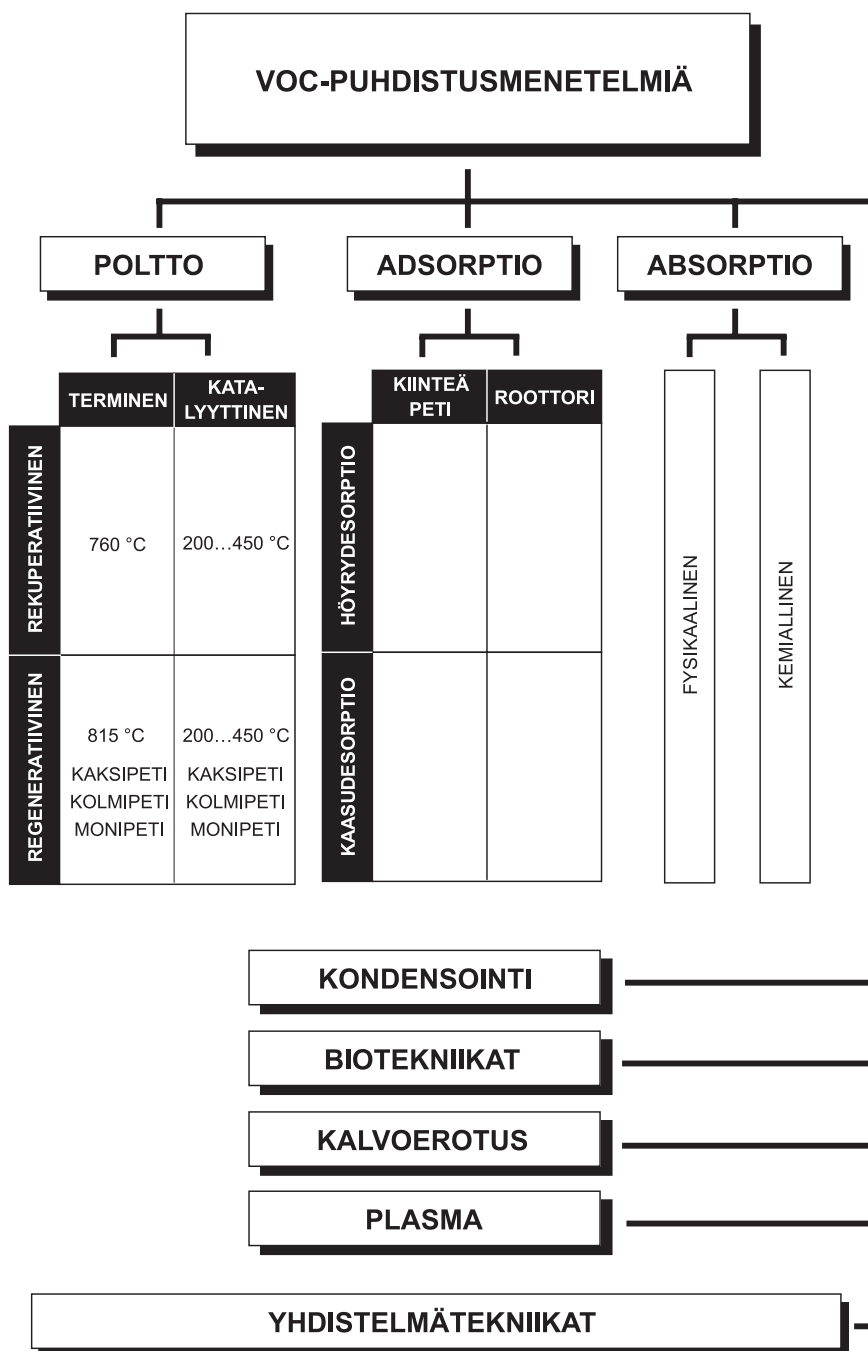 VOC-PUHDISTUSMENETELMIÄ
POLTTO
ADSORPTIO
ABSORPTIO
TERMINEN
KATA-
LYYTTINEN
REKUPERATIIVINEN
760 °C
200…450 °C
REGENERATIIVINEN
815 °C
KAKSIPETI
KOLMIPETI
MONIPETI
200…450 °C
KAKSIPETI
KOLMIPETI
MONIPETI
KIINTEÄ
PETI
ROOTTORI
HÖYRYDESORPTIO
KAASUDESORPTIO
FYSIKAALINEN
KEMIALLINEN
KONDENSOINTI
BIOTEKNIIKAT
KALVOEROTUS
PLASMA
YHDISTELMÄTEKNIIKAT